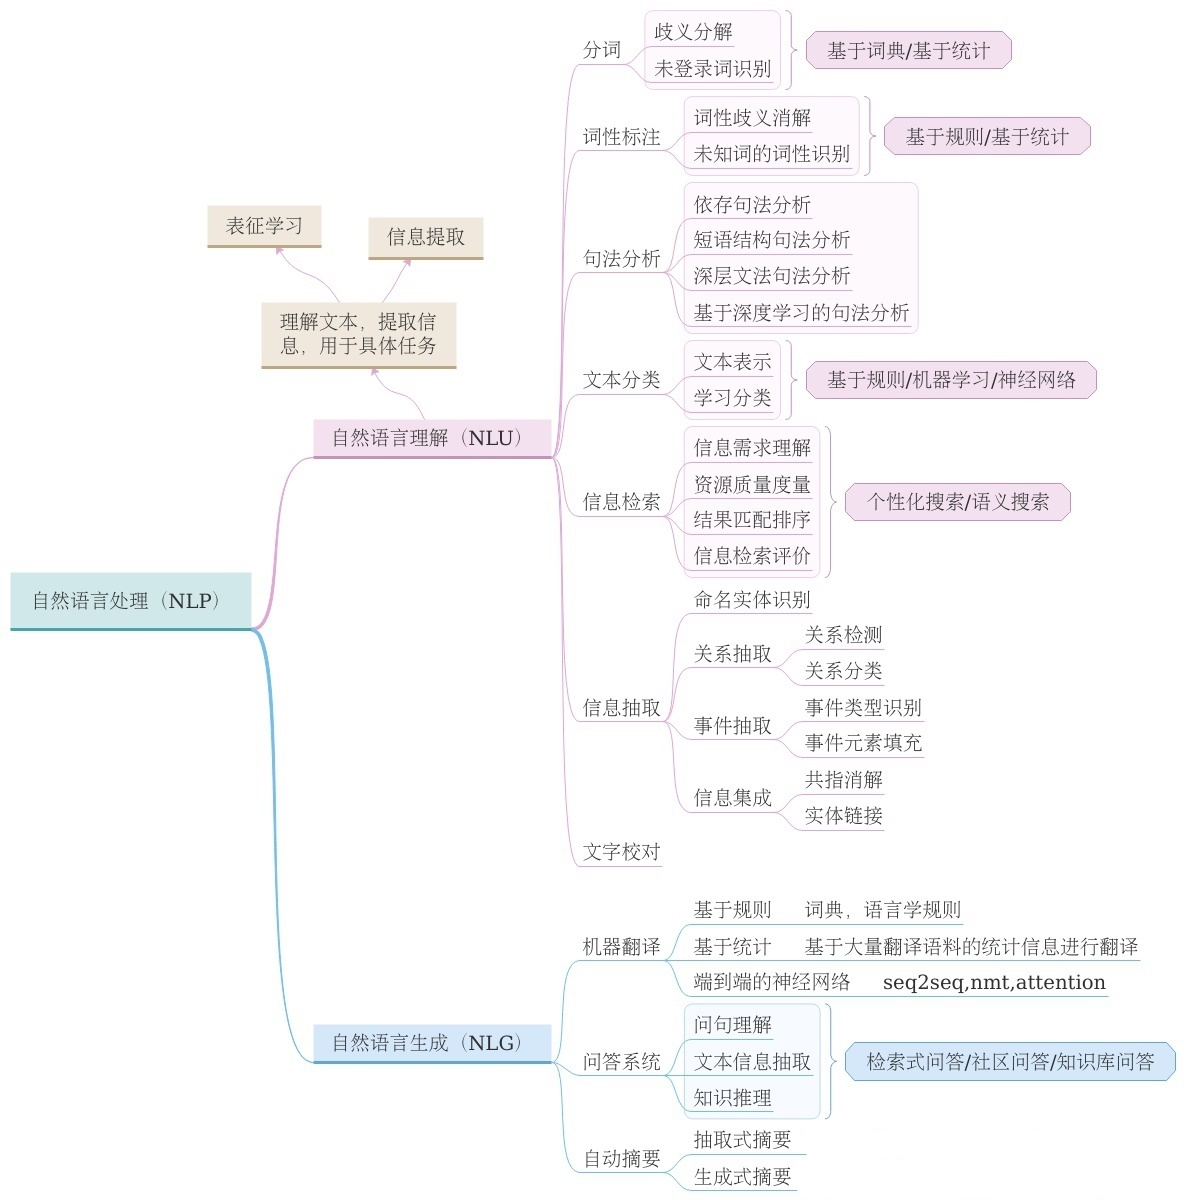 自然语言处理（NLP）
自然语言理解（NLU）
理解文本，提取信
息，用于具体任务
表征学习
信息提取
分词
歧义分解
未登录词识别
基于词典/基于统计
词性标注
词性歧义消解
未知词的词性识别
基于规则/基于统计
句法分析
依存句法分析
短语结构句法分析
深层文法句法分析
基于深度学习的句法分析
文本分类
文本表示
学习分类
基于规则/机器学习/神经网络
信息检索
信息需求理解
资源质量度量
结果匹配排序
信息检索评价
个性化搜索/语义搜索
信息抽取
命名实体识别
关系抽取
关系检测
关系分类
事件抽取
事件类型识别
事件元素填充
信息集成
共指消解
实体链接
文字校对
自然语言生成（NLG）
机器翻译
基于规则
词典，语言学规则
基于统计
基于大量翻译语料的统计信息进行翻译
端到端的神经网络
seq2seq,nmt,attention
问答系统
问句理解
文本信息抽取
知识推理
检索式问答/社区问答/知识库问答
自动摘要
抽取式摘要
生成式摘要